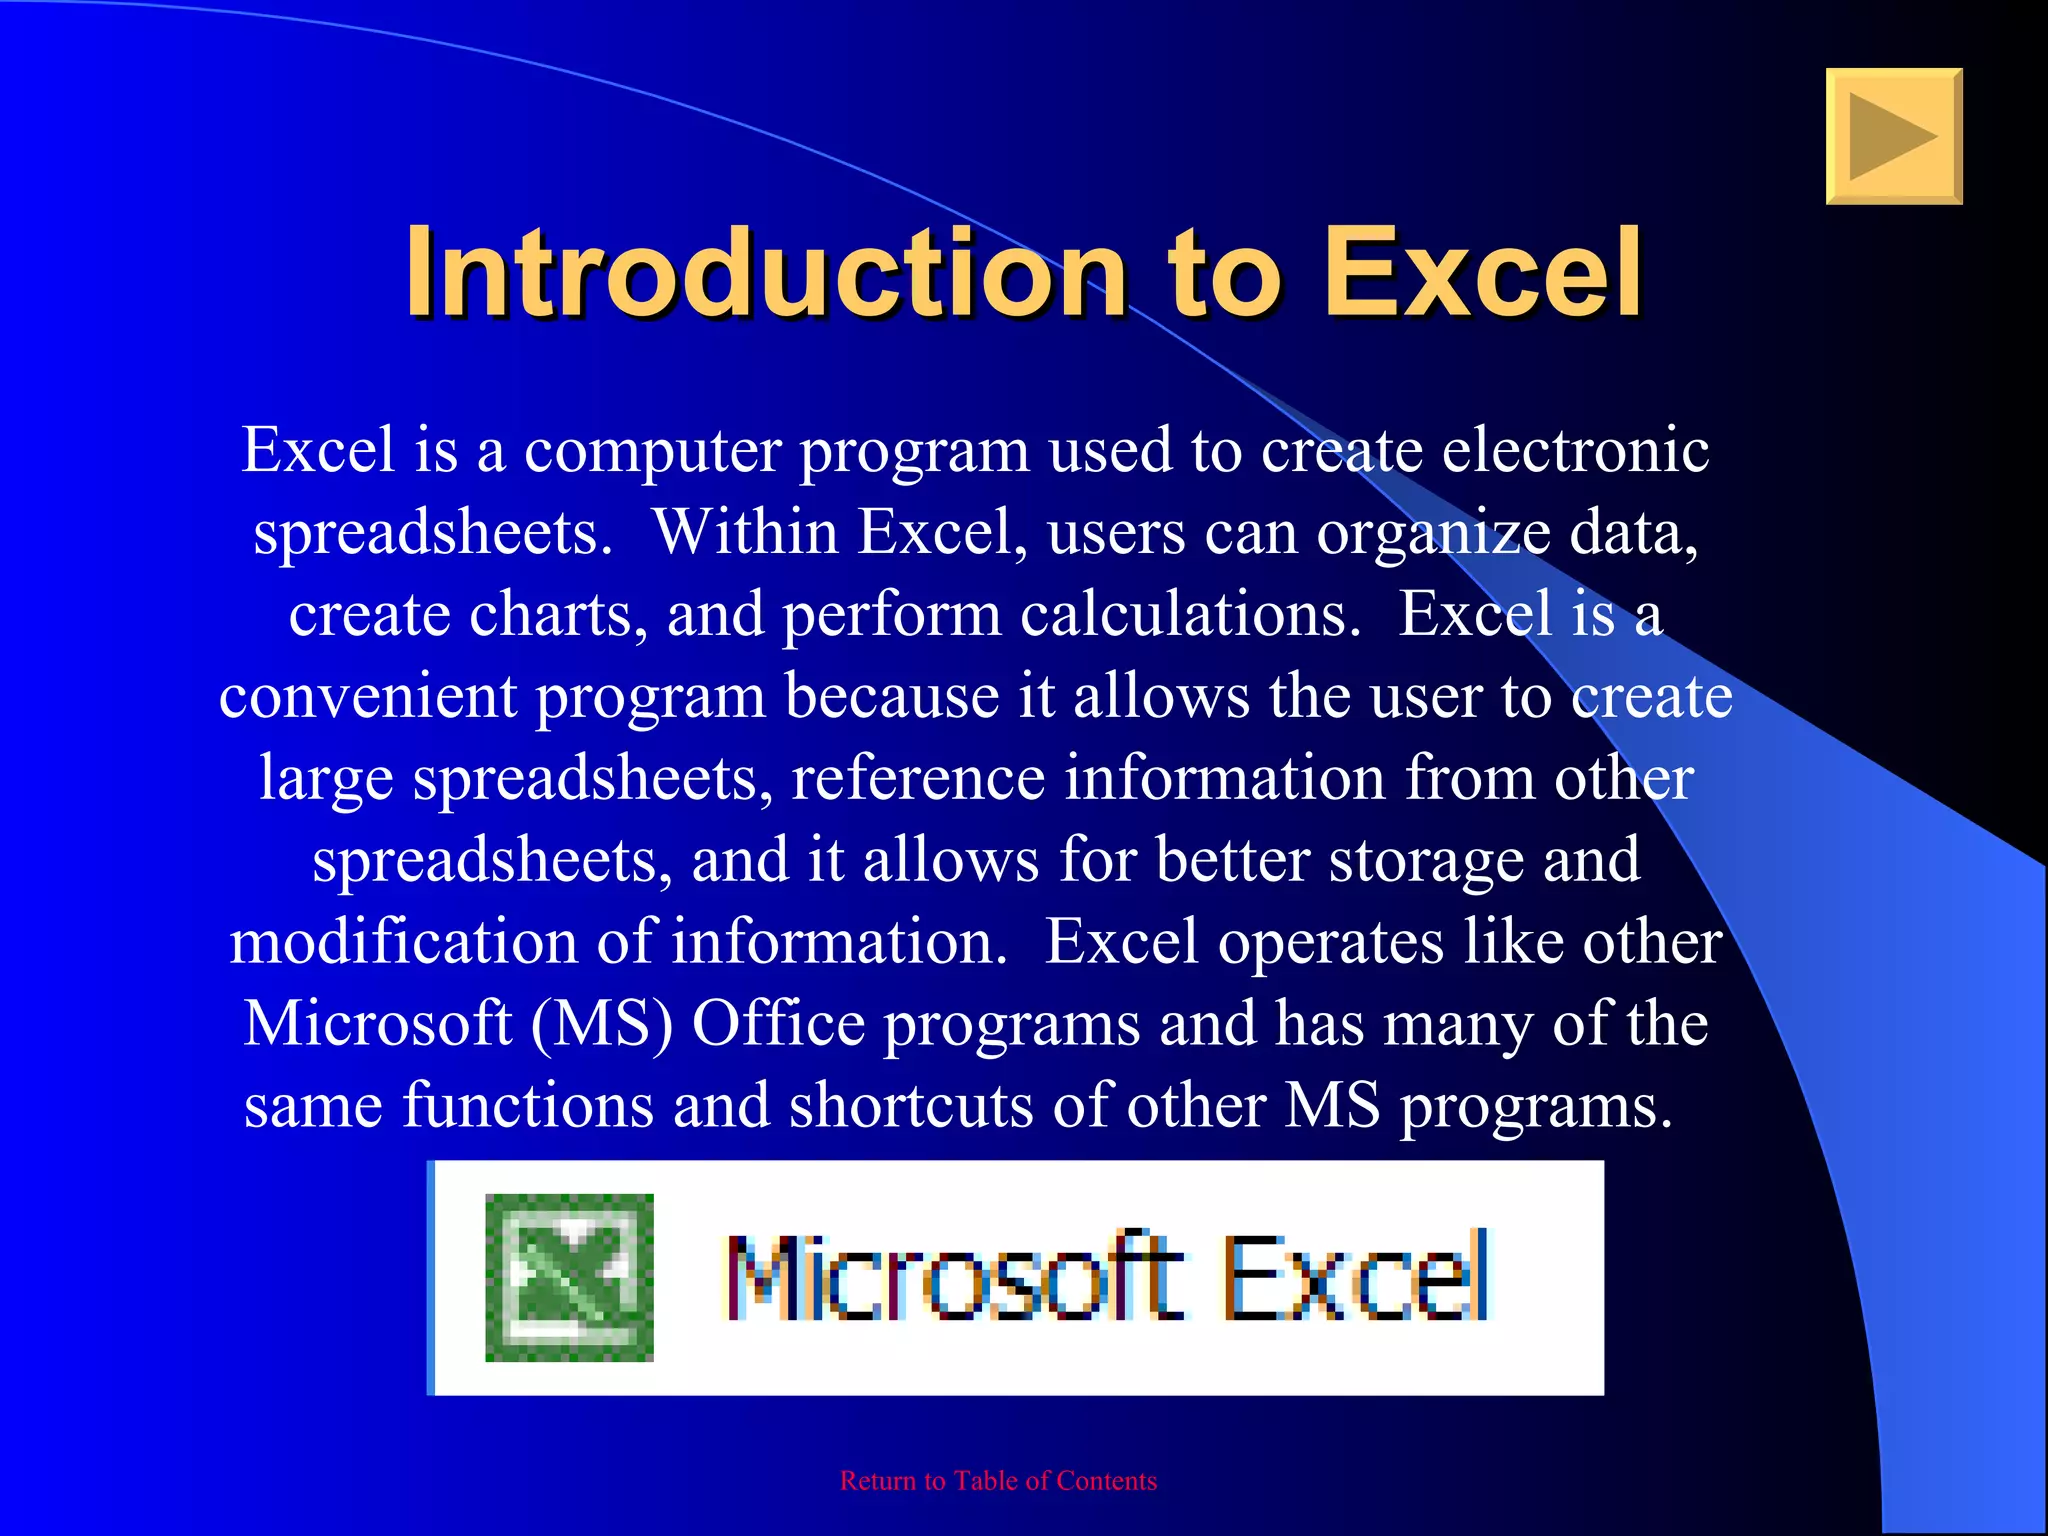 Introduction to Excel
Excel is a computer program used to create electronic
spreadsheets.  Within Excel, users can organize data,
create charts, and perform calculations.  Excel is a
convenient program because it allows the user to create
large spreadsheets, reference information from other
spreadsheets, and it allows for better storage and
modification of information.  Excel operates like other
Microsoft (MS) Office programs and has many of the
same functions and shortcuts of other MS programs.
Microsoft Excel
Return to Table of Contents